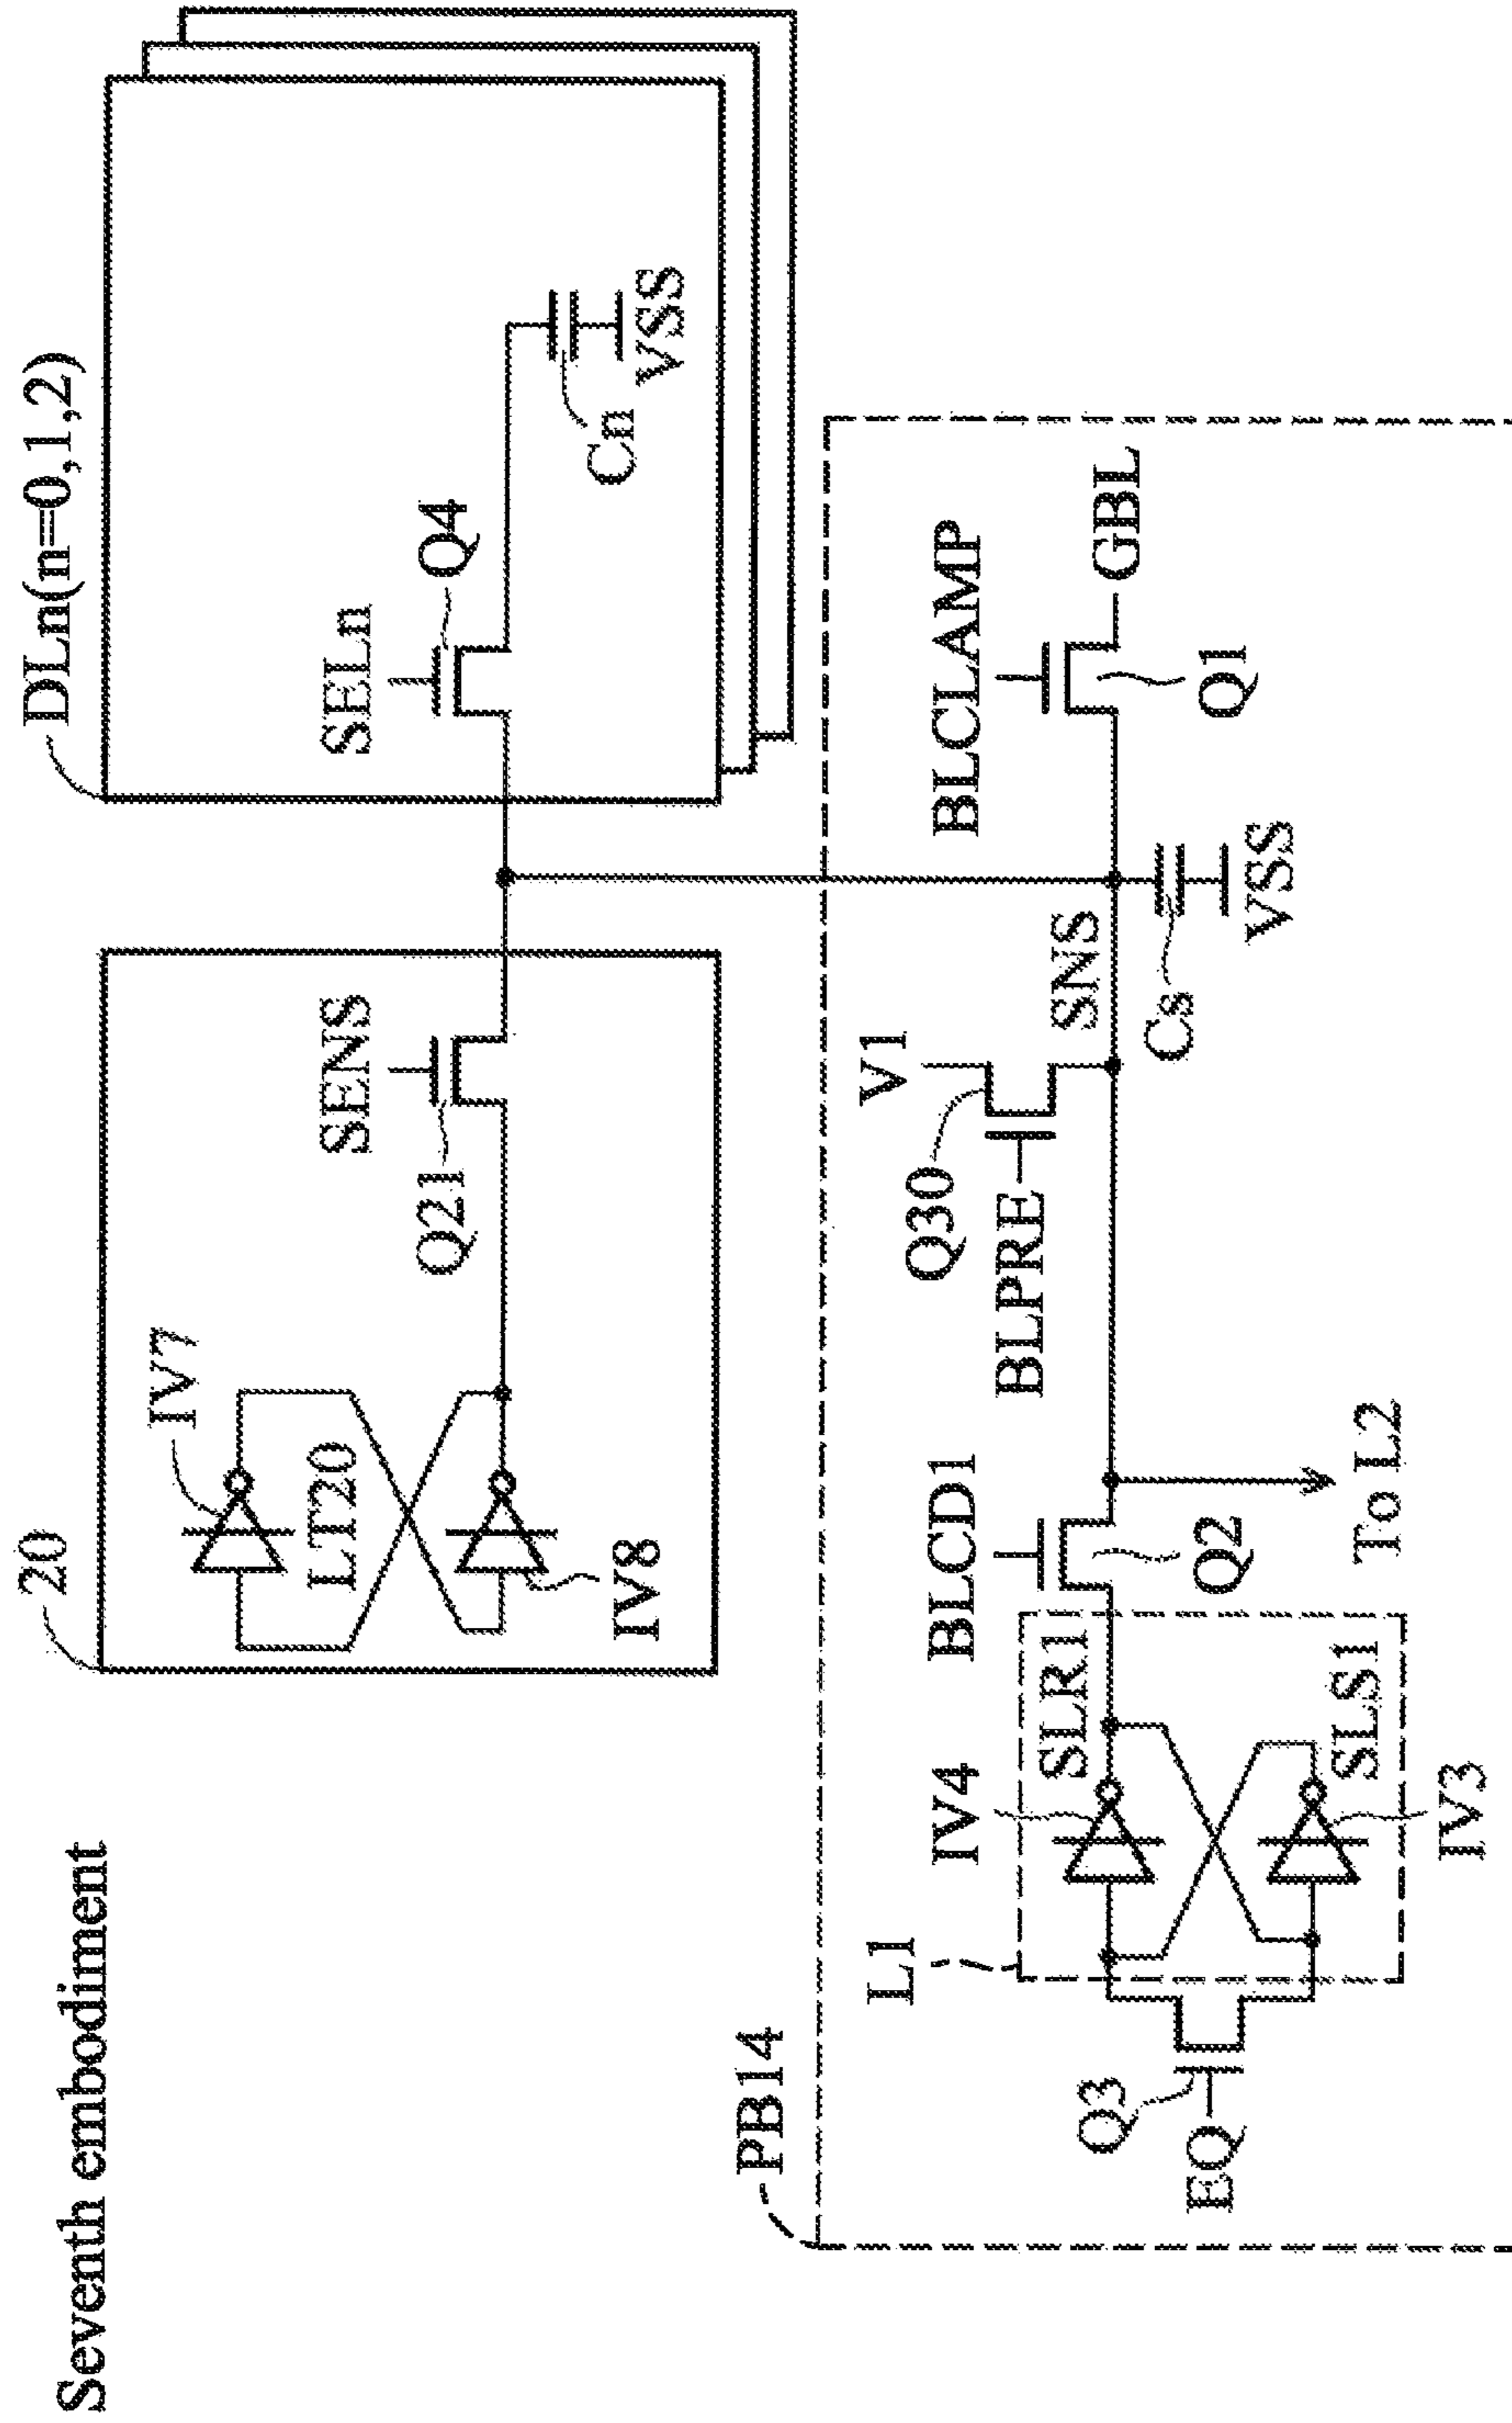 Seventh embodiment
20
IV7
LT20
IV8
Q21
SENS
DLn(n=0,1,2)
SELn
Q4
Cn
VSS
PB14
L1
Q3
EQ
IV4
SLR1
SLS1
IV3
BLCD1
Q2
To L2
Q30
BLPRE
V1
SNS
Cs
VSS
BLCLAMP
Q1
GBL